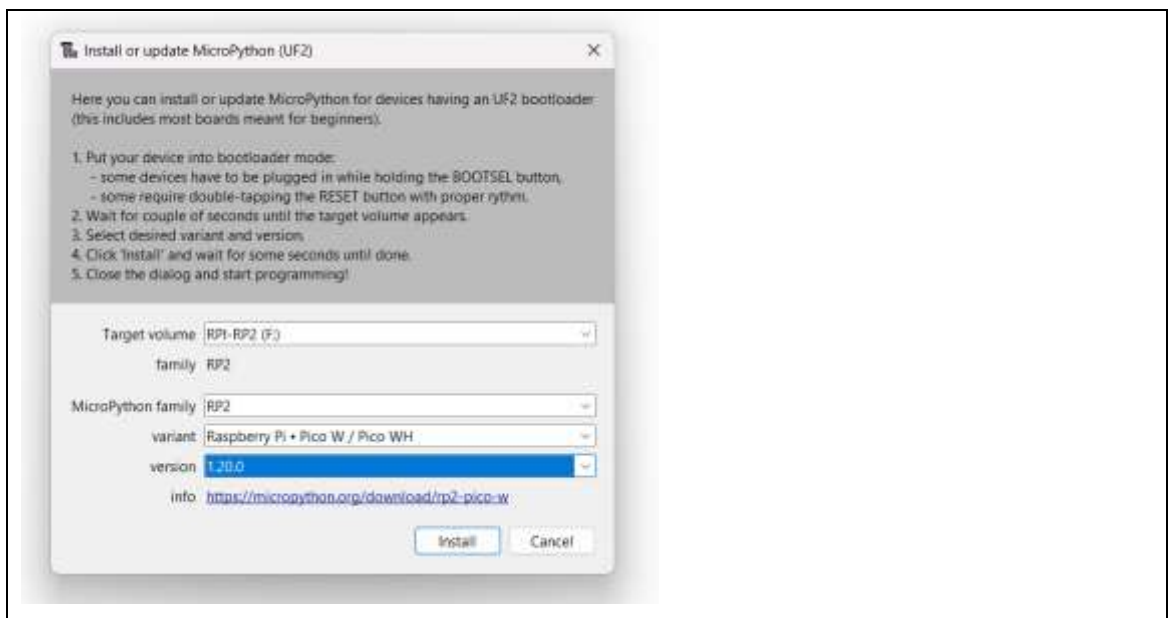 Install or update MicroPython (UF2)
Here you can install or update MicroPython for devices having an UF2 bootloader
(this includes most boards meant for beginners).
1. Put your device into bootloader mode:
- some devices have to be plugged in while holding the BOOTSEL button,
- some require double-tapping the RESET button with proper rythm.
2. Wait for couple of seconds until the target volume appears.
3. Select desired variant and version.
4. Click 'Install' and wait for some seconds until done.
5. Close the dialog and start programming!
Target volume RPI-RP2 (F:)
family RP2
MicroPython family RP2
variant Raspberry Pi • Pico W / Pico WH
version 1.20.0
info https://micropython.org/download/rp2-pico-w
Install Cancel